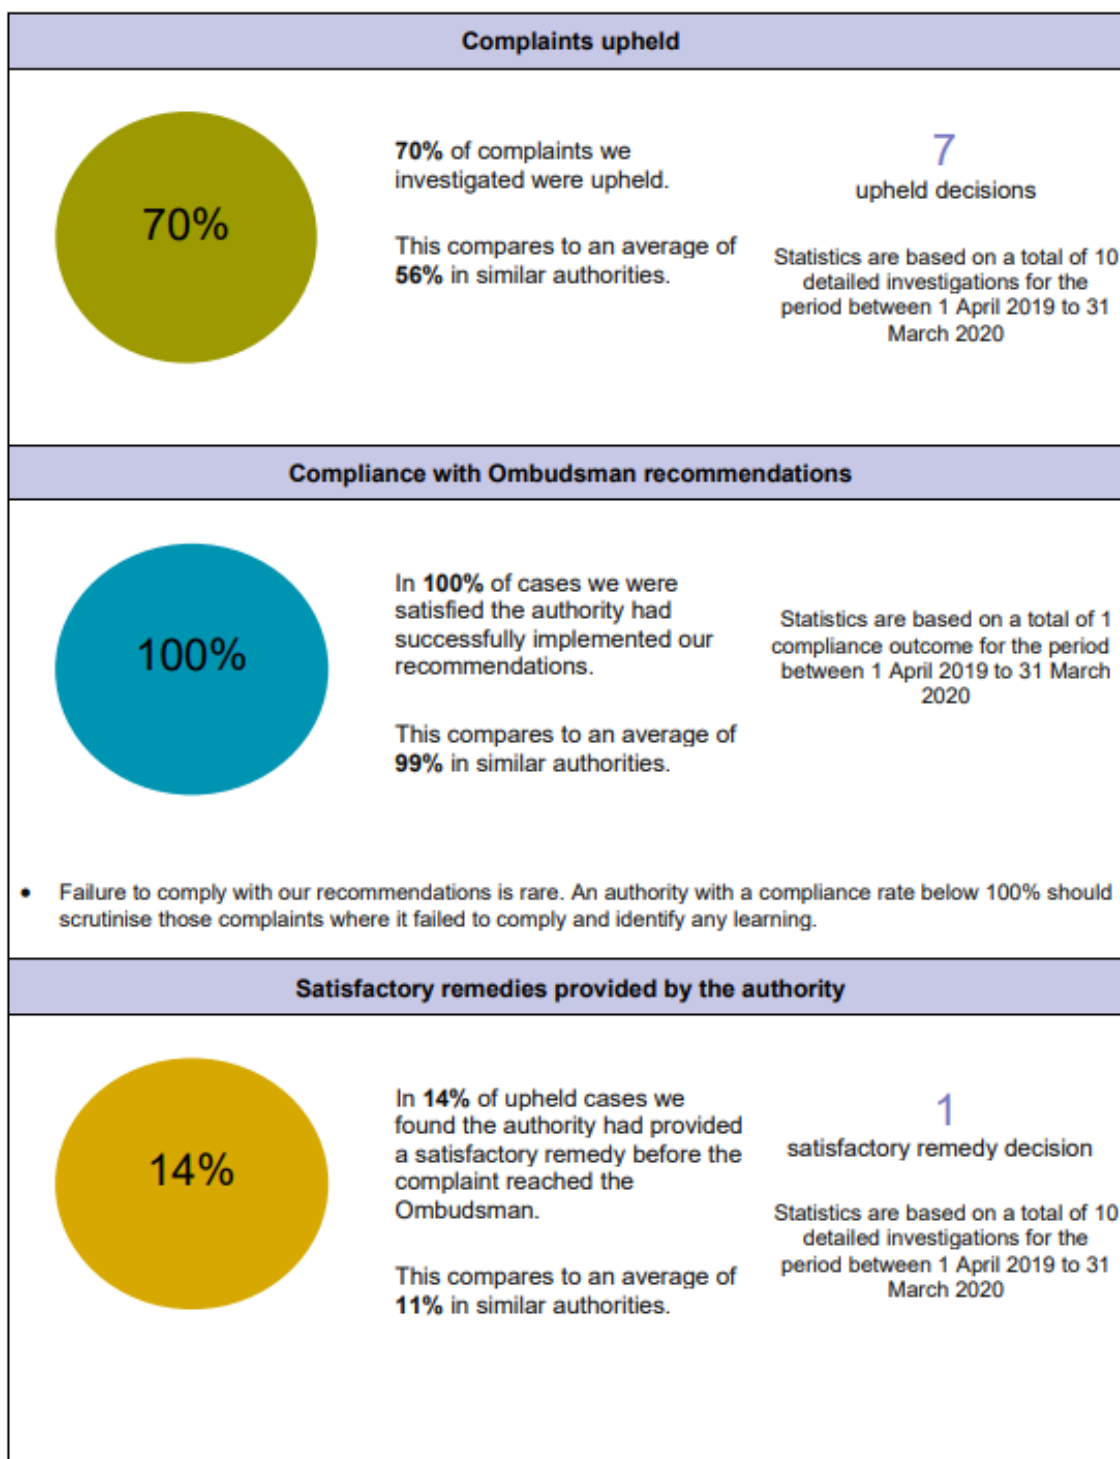 Complaints upheld
70%
70% of complaints we
investigated were upheld.
This compares to an average of
56% in similar authorities.
7
upheld decisions
Statistics are based on a total of 10
detailed investigations for the
period between 1 April 2019 to 31
March 2020
Compliance with Ombudsman recommendations
100%
In 100% of cases we were
satisfied the authority had
successfully implemented our
recommendations.
This compares to an average of
99% in similar authorities.
Statistics are based on a total of 1
compliance outcome for the period
between 1 April 2019 to 31 March
2020
• Failure to comply with our recommendations is rare. An authority with a compliance rate below 100% should
scrutinise those complaints where it failed to comply and identify any learning.
Satisfactory remedies provided by the authority
14%
In 14% of upheld cases we
found the authority had provided
a satisfactory remedy before the
complaint reached the
Ombudsman.
This compares to an average of
11% in similar authorities.
1
satisfactory remedy decision
Statistics are based on a total of 10
detailed investigations for the
period between 1 April 2019 to 31
March 2020